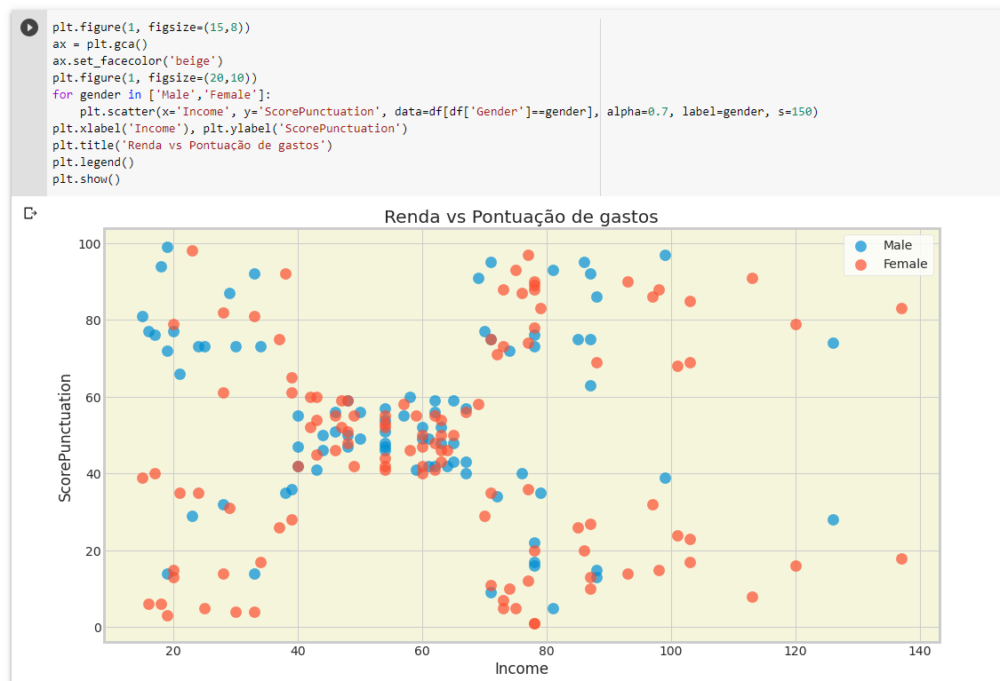 plt.figure(1, figsize=(15,8))
ax = plt.gca()
ax.set_facecolor('beige')
plt.figure(1, figsize=(20,10))
for gender in ['Male','Female']:
    plt.scatter(x='Income', y='ScorePunctuation', data=df[df['Gender']==gender], alpha=0.7, label=gender, s=150)
plt.xlabel('Income'), plt.ylabel('ScorePunctuation')
plt.title('Renda vs Pontuação de gastos')
plt.legend()
plt.show()
Renda vs Pontuação de gastos
Male
Female
ScorePunctuation
100
80
60
40
20
0
20 40 60 80 100 120 140
Income